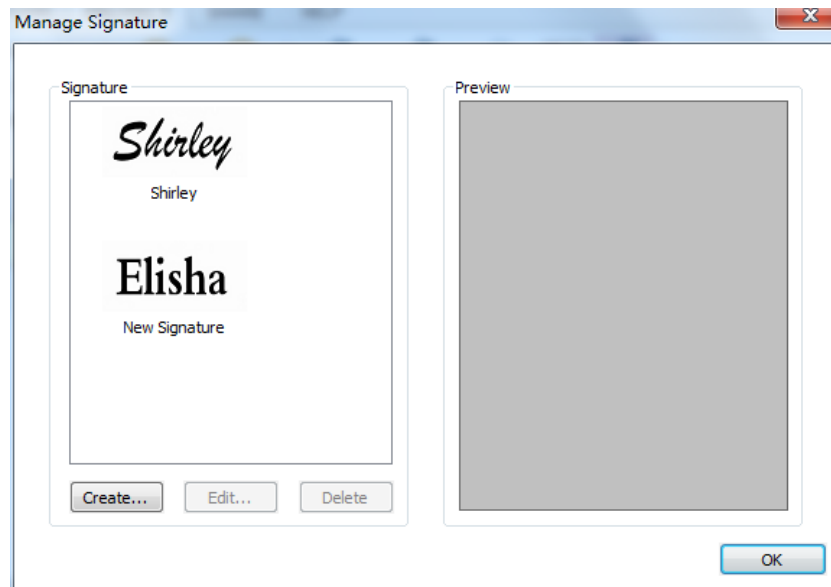 Manage Signature
Signature
Preview
Shirley
Shirley
Elisha
New Signature
Create...
Edit...
Delete
OK